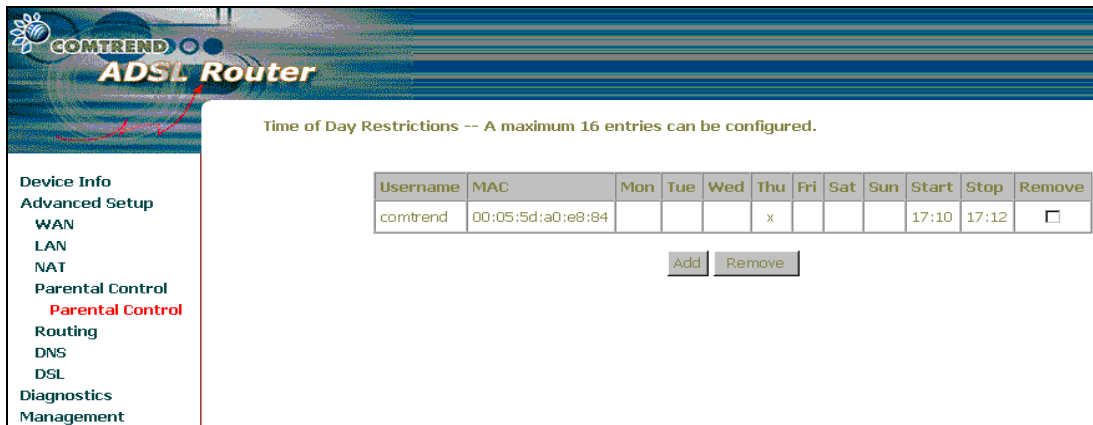 COMTREND
ADSL Router
Time of Day Restrictions -- A maximum 16 entries can be configured.
Device Info
Advanced Setup
WAN
LAN
NAT
Parental Control
Parental Control
Routing
DNS
DSL
Diagnostics
Management
Username MAC Mon Tue Wed Thu Fri Sat Sun Start Stop Remove
comtrend 00:05:5d:a0:e8:84 x 17:10 17:12
Add Remove